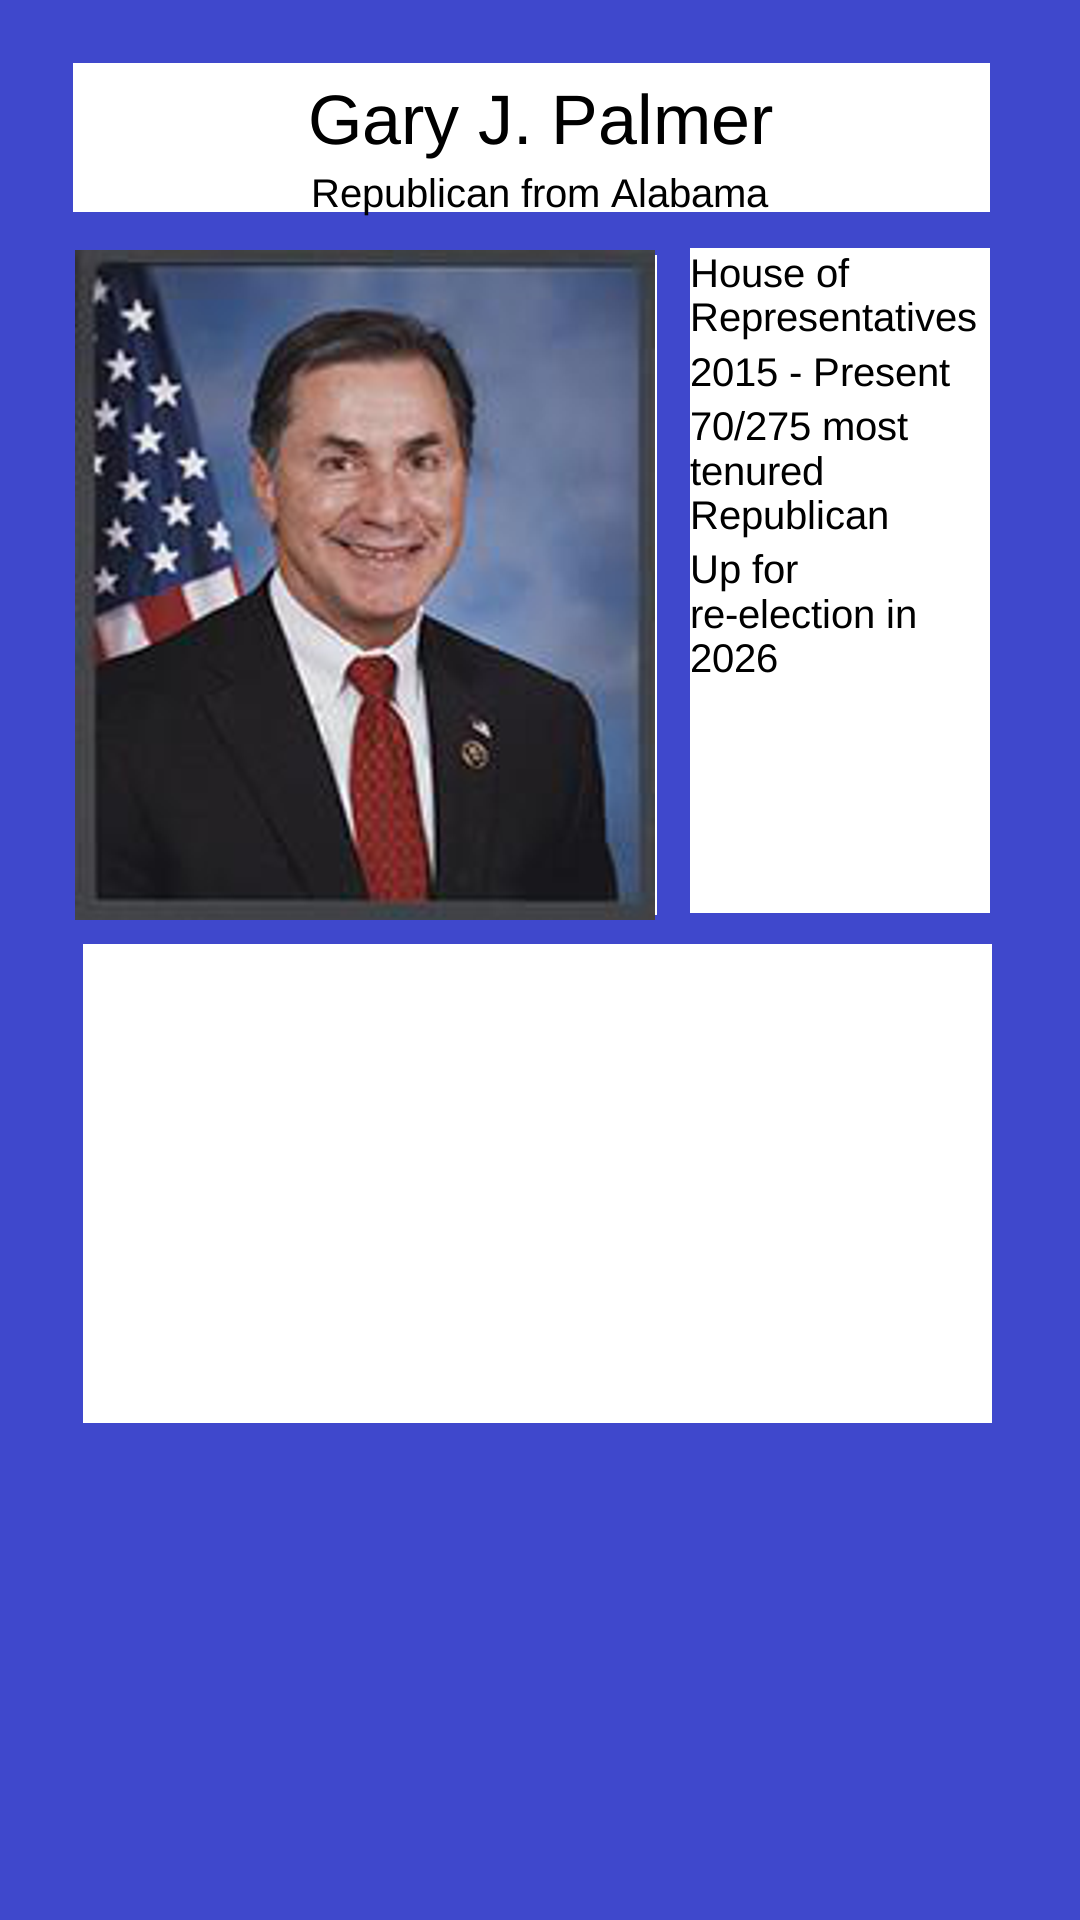 Gary J. Palmer
Republican from Alabama
House of
Representatives
2015 - Present
70/275 most
tenured
Republican
Up for
re-election in
2026